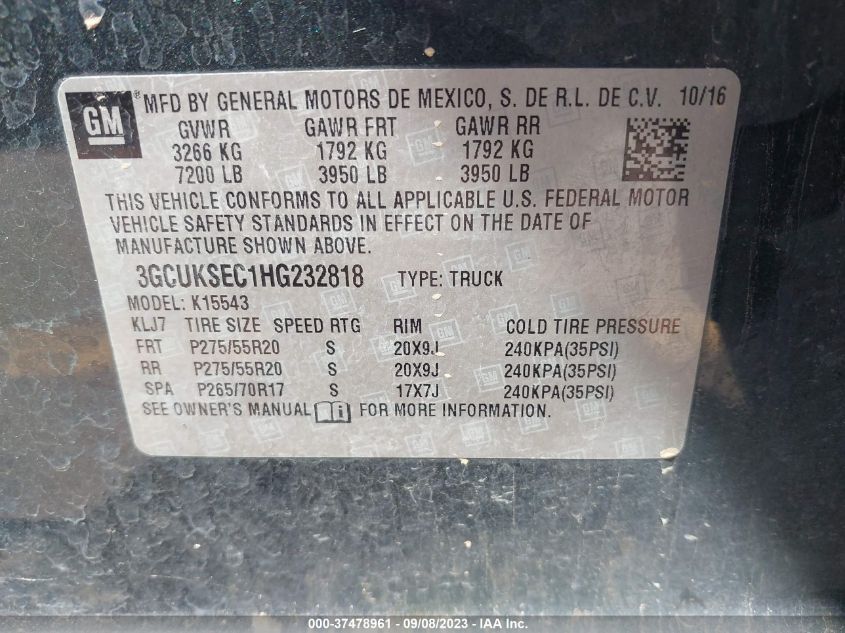 GM ® MFD BY GENERAL MOTORS DE MEXICO, S. DE R.L. DE C.V. 10/16
GVWR GAWR FRT GAWR RR
3266 KG 1792 KG 1792 KG
7200 LB 3950 LB 3950 LB
THIS VEHICLE CONFORMS TO ALL APPLICABLE U.S. FEDERAL MOTOR
VEHICLE SAFETY STANDARDS IN EFFECT ON THE DATE OF
MANUFACTURE SHOWN ABOVE.
3GCUKSEC1HG232818 TYPE: TRUCK
MODEL: K15543
KLJ7 TIRE SIZE SPEED RTG RIM COLD TIRE PRESSURE
FRT P275/55R20 S 20X9J 240KPA(35PSI)
RR P275/55R20 S 20X9J 240KPA(35PSI)
SPA P265/70R17 S 17X7J 240KPA(35PSI)
SEE OWNER'S MANUAL i FOR MORE INFORMATION.
000-37478961 - 09/08/2023 - IAA Inc.